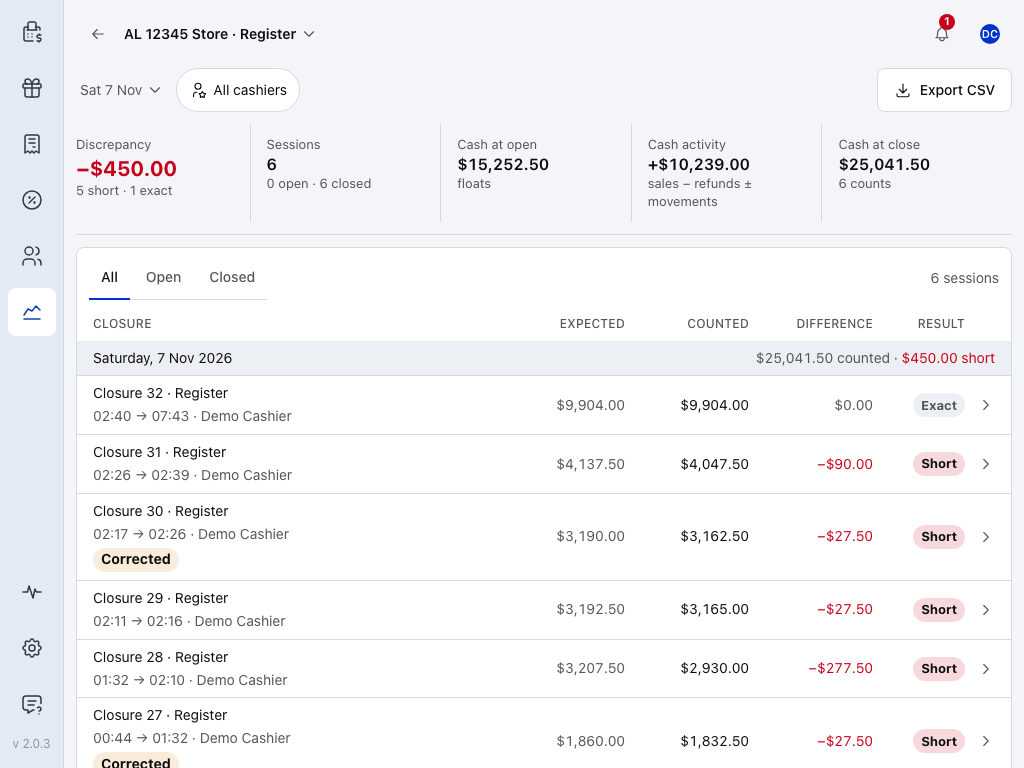 AL 12345 Store · Register
1
DC
Sat 7 Nov
All cashiers
Export CSV
Discrepancy
−$450.00
5 short · 1 exact
Sessions
6
0 open · 6 closed
Cash at open
$15,252.50
floats
Cash activity
+$10,239.00
sales − refunds ±
movements
Cash at close
$25,041.50
6 counts
All Open Closed
6 sessions
CLOSURE EXPECTED COUNTED DIFFERENCE RESULT
Saturday, 7 Nov 2026 $25,041.50 counted · $450.00 short
Closure 32 · Register
02:40 → 07:43 · Demo Cashier
$9,904.00 $9,904.00 $0.00 Exact
Closure 31 · Register
02:26 → 02:39 · Demo Cashier
$4,137.50 $4,047.50 −$90.00 Short
Closure 30 · Register
02:17 → 02:26 · Demo Cashier
Corrected
$3,190.00 $3,162.50 −$27.50 Short
Closure 29 · Register
02:11 → 02:16 · Demo Cashier
$3,192.50 $3,165.00 −$27.50 Short
Closure 28 · Register
01:32 → 02:10 · Demo Cashier
$3,207.50 $2,930.00 −$277.50 Short
Closure 27 · Register
00:44 → 01:32 · Demo Cashier
Corrected
$1,860.00 $1,832.50 −$27.50 Short
v 2.0.3